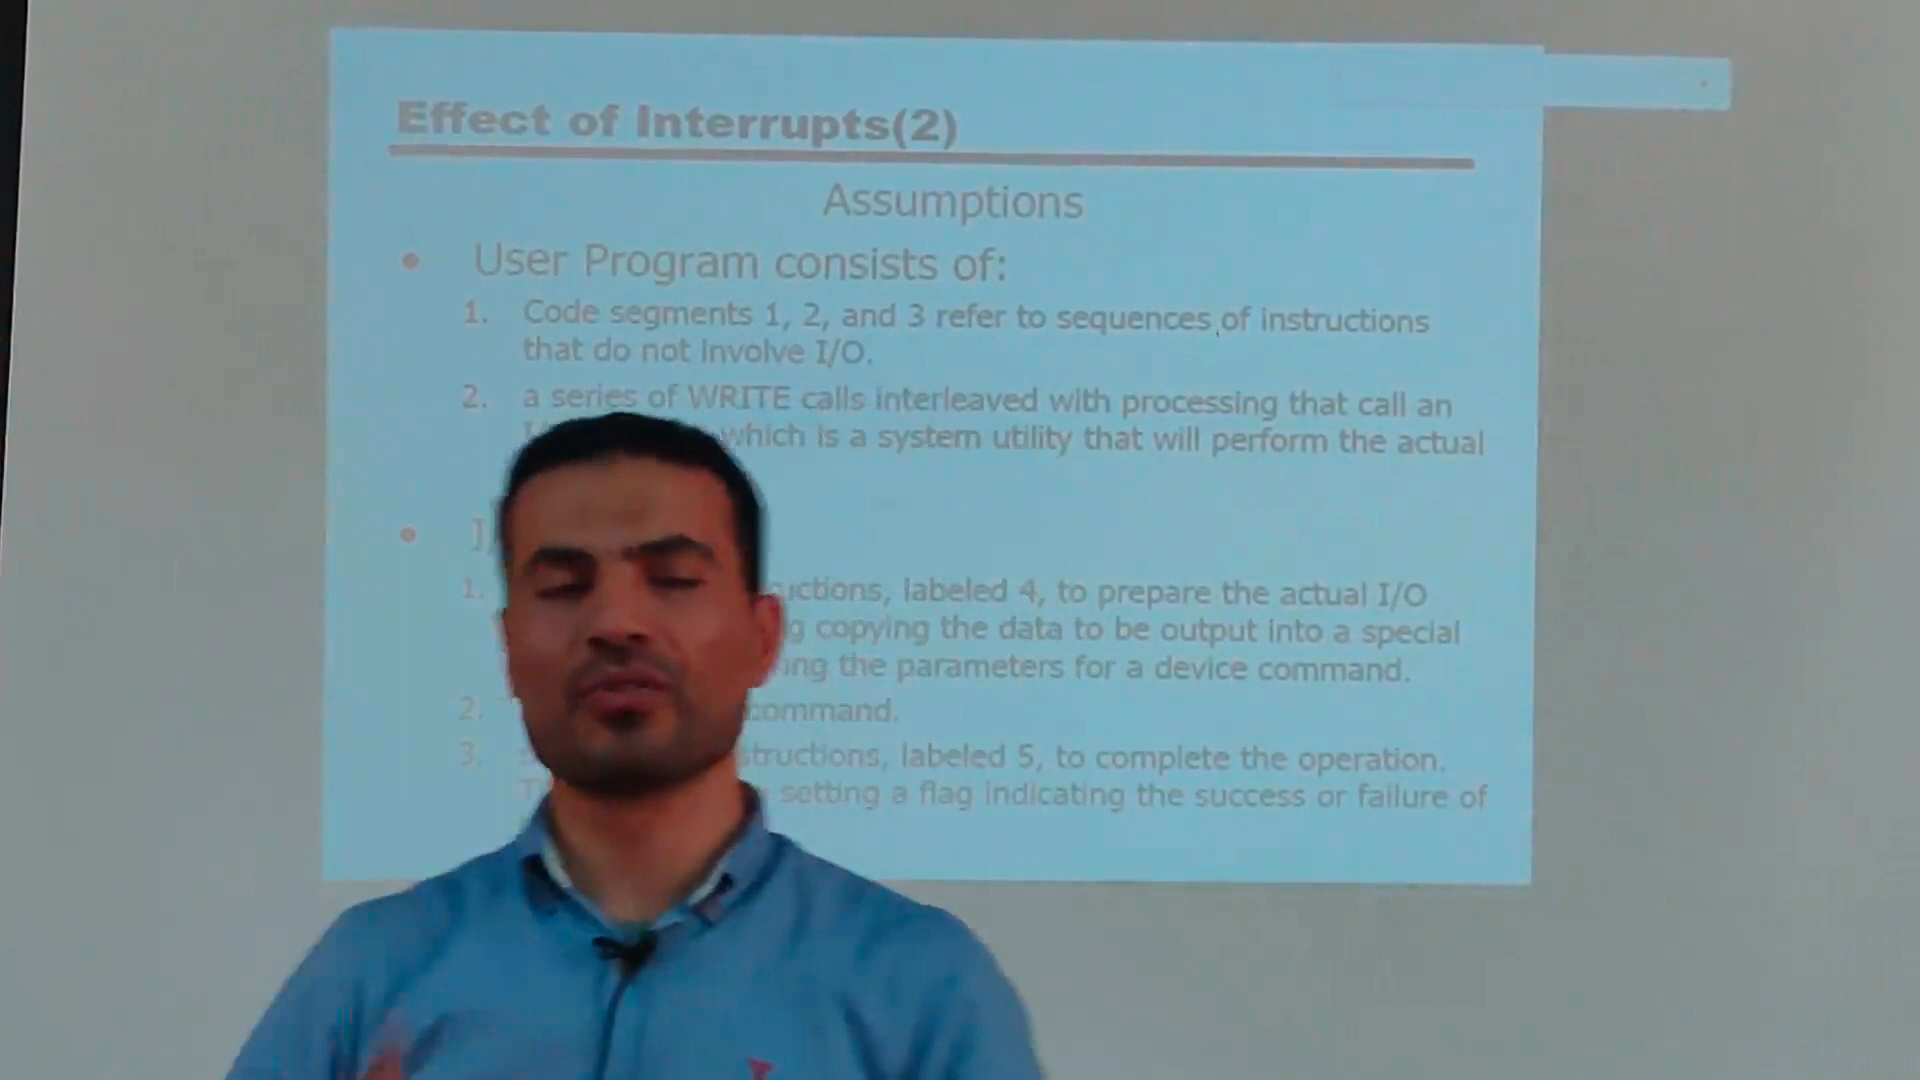 Effect of Interrupts(2)
Assumptions
• User Program consists of:
1. Code segments 1, 2, and 3 refer to sequences of instructions
that do not involve I/O.
2. a series of WRITE calls interleaved with processing that call an
which is a system utility that will perform the actual
•
1. to prepare the actual I/O
labeled 4,
copying the data to be output into a special
the parameters for a device command.
2. command.
3. labeled 5, to complete the operation.
setting a flag indicating the success or failure of